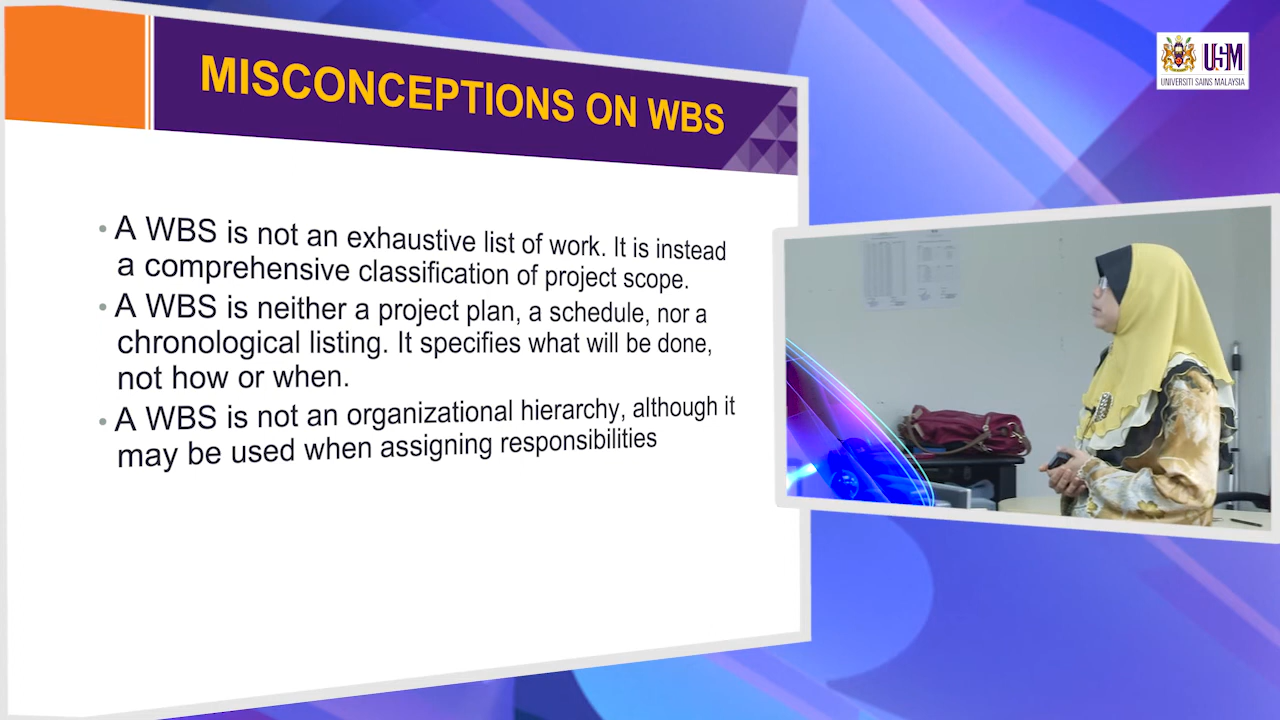 MISCONCEPTIONS ON WBS
• A WBS is not an exhaustive list of work. It is instead
a comprehensive classification of project scope.
• A WBS is neither a project plan, a schedule, nor a
chronological listing. It specifies what will be done,
not how or when.
• A WBS is not an organizational hierarchy, although it
may be used when assigning responsibilities
USM
UNIVERSITI SAINS MALAYSIA